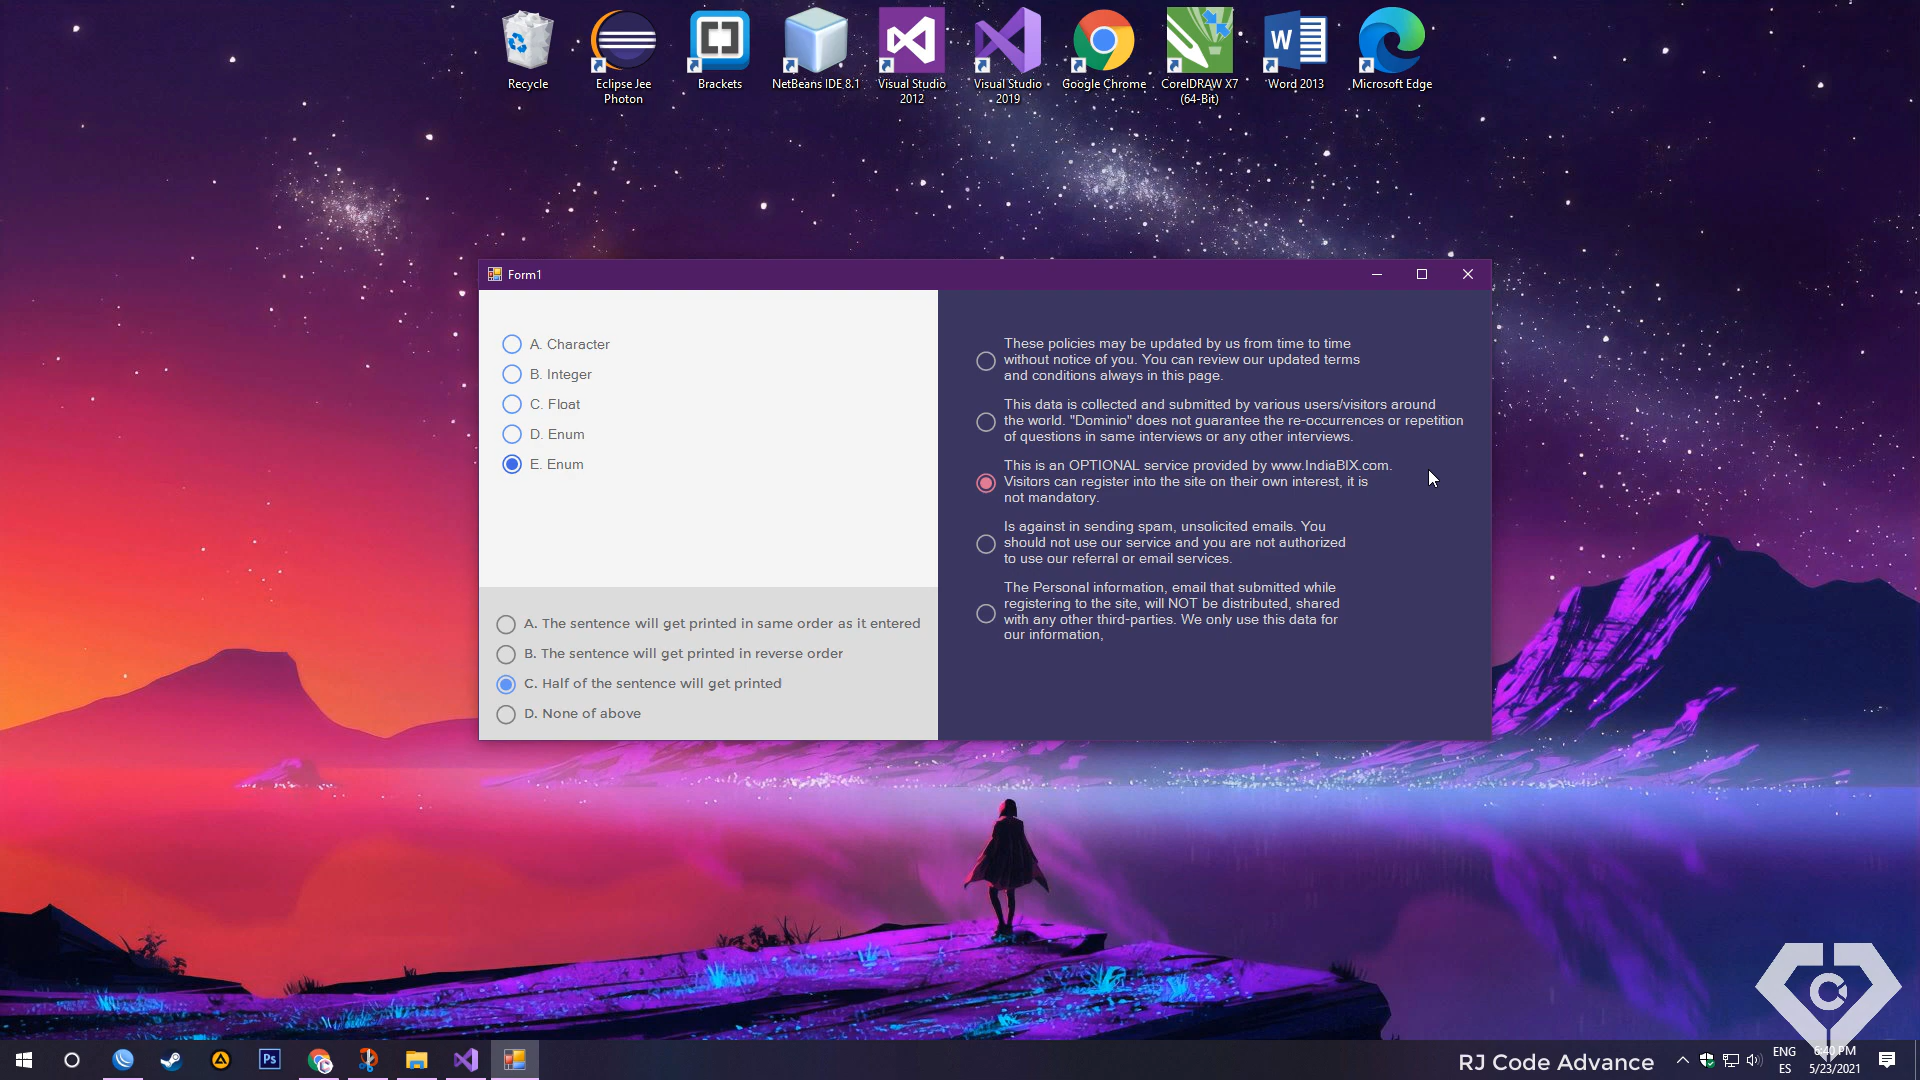 Recycle
Eclipse Jee
Photon
Brackets
NetBeans IDE 8.1
Visual Studio
2012
Visual Studio
2019
Google Chrome
CorelDRAW X7
(64-Bit)
Word 2013
Microsoft Edge
Form1
A. Character
B. Integer
C. Float
D. Enum
E. Enum
A. The sentence will get printed in same order as it entered
B. The sentence will get printed in reverse order
C. Half of the sentence will get printed
D. None of above
These policies may be updated by us from time to time
without notice of you. You can review our updated terms
and conditions always in this page.
This data is collected and submitted by various users/visitors around
the world. "Dominio" does not guarantee the re-occurrences or repetition
of questions in same interviews or any other interviews.
This is an OPTIONAL service provided by www.IndiaBIX.com.
Visitors can register into the site on their own interest, it is
not mandatory.
Is against in sending spam, unsolicited emails. You
should not use our service and you are not authorized
to use our referral or email services.
The Personal information, email that submitted while
registering to the site, will NOT be distributed, shared
with any other third-parties. We only use this data for
our information,
Ps
RJ Code Advance
ENG
ES
6:40 PM
5/23/2021